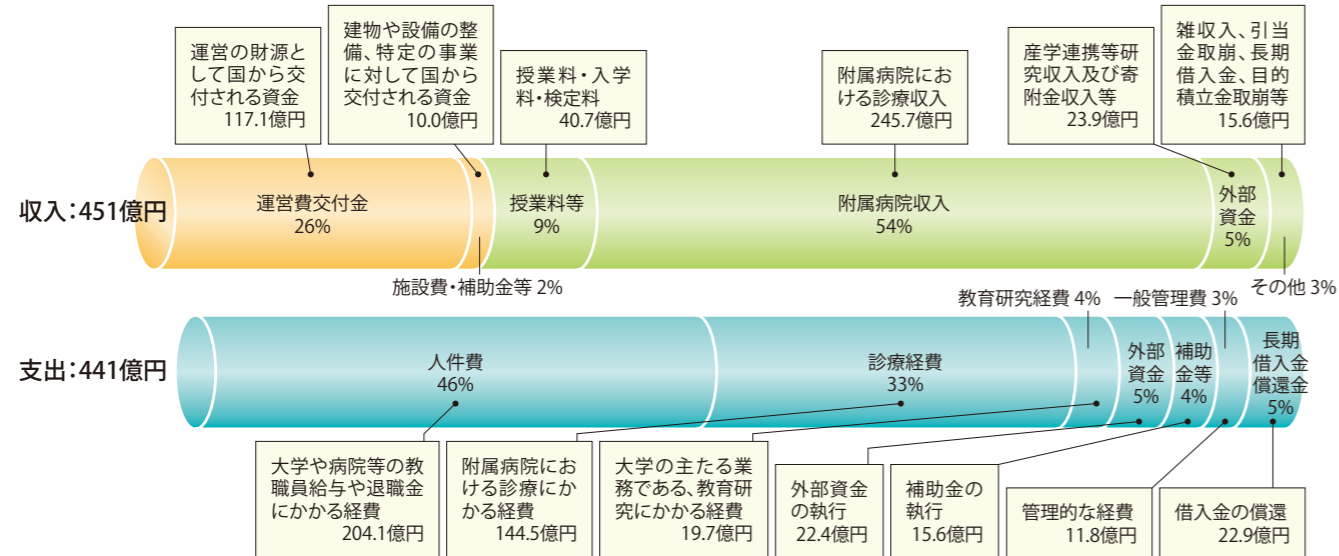 運営の財源と
して国から交
付される資金
117.1億円
建物や設備の整
備、特定の事業
に対して国から
交付される資金
10.0億円
授業料・入学
料・検定料
40.7億円
附属病院にお
ける診療収入
245.7億円
産学連携等研
究収入及び寄
附金収入等
23.9億円
雑収入、引当
金取崩、長期
借入金、目的
積立金取崩等
15.6億円
収入：451億円
運営費交付金
26%
施設費・補助金等 2%
授業料等
9%
附属病院収入
54%
外部
資金
5%
その他 3%
支出：441億円
人件費
46%
診療経費
33%
教育研究経費 4%
外部
資金
5%
補助
金等
4%
一般管理費 3%
長期
借入金
償還金
5%
大学や病院等の教
職員給与や退職金
にかかる経費
204.1億円
附属病院にお
ける診療にか
かる経費
144.5億円
大学の主たる業
務である、教育研
究にかかる経費
19.7億円
外部資金
の執行
22.4億円
補助金の
執行
15.6億円
管理的な経費
11.8億円
借入金の償還
22.9億円